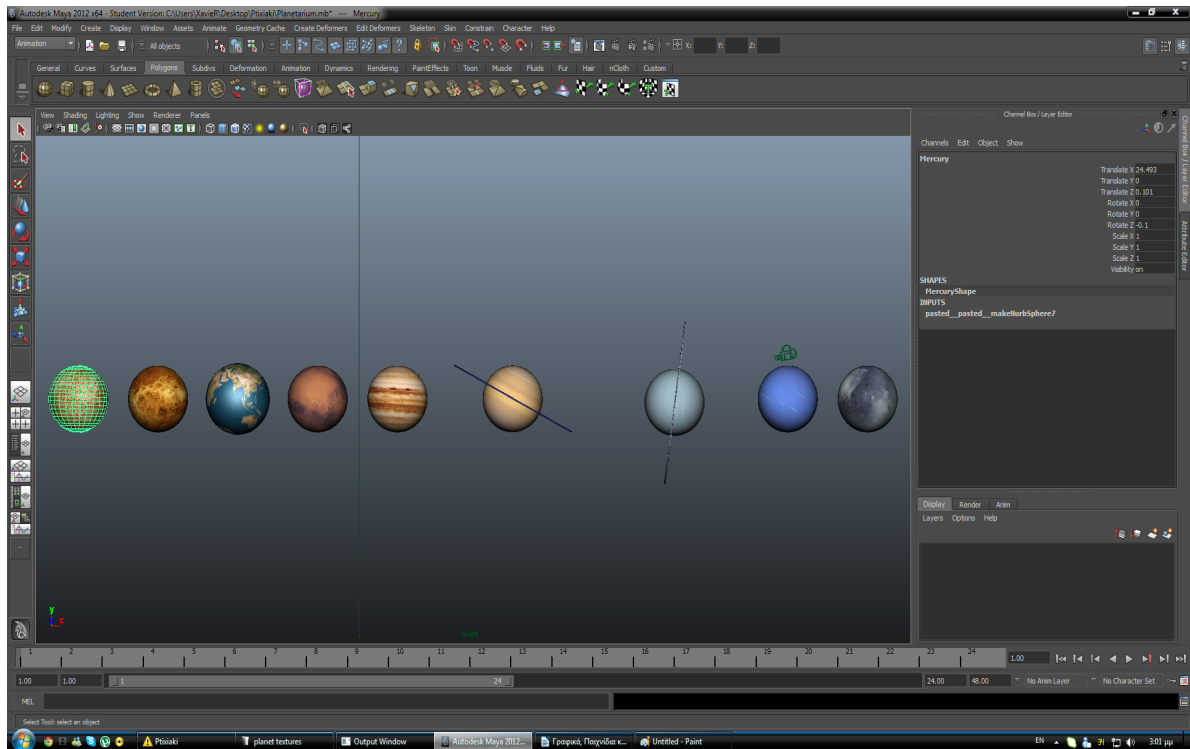 Autodesk Maya 2012 x64 - Student Version: C:\Users\XavieR\Desktop\Ptixiaki\Planetarium.mb* --- Mercury
File Edit Modify Create Display Window Assets Animate Geometry Cache Create Deformers Edit Deformers Skeleton Skin Constrain Character Help
Animation All objects X: Y: Z:
General Curves Surfaces Polygons Subdivs Deformation Animation Dynamics Rendering PaintEffects Toon Muscle Fluids Fur Hair nCloth Custom
View Shading Lighting Show Renderer Panels
Channel Box / Layer Editor
Channels Edit Object Show
Mercury
Translate X 24.493
Translate Y 0
Translate Z 0.101
Rotate X 0
Rotate Y 0
Rotate Z -0.1
Scale X 1
Scale Y 1
Scale Z 1
Visibility on
SHAPES
MercuryShape
INPUTS
pasted__pasted__makeNurbSphere7
Channel Box / Layer Editor
Attribute Editor
Display Render Anim
Layers Options Help
y
x
front
1 2 3 4 5 6 7 8 9 10 11 12 13 14 15 16 17 18 19 20 21 22 23 24 1.00
1.00 1.00 1 24 24.00 48.00 No Anim Layer No Character Set
MEL
Select Tool: select an object
Ptixiaki planet textures Output Window Autodesk Maya 2012... Γραφικά, Παιχνίδια κ... Untitled - Paint EN 3:01 μμ